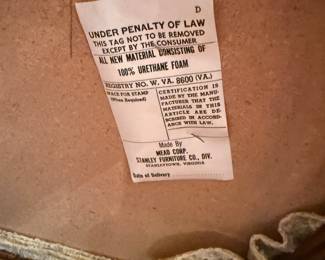 D
UNDER PENALTY OF LAW
THIS TAG NOT TO BE REMOVED
EXCEPT BY THE CONSUMER
ALL NEW MATERIAL CONSISTING OF
100% URETHANE FOAM
REGISTRY NO. W. VA. 8600 (VA.)
SPACE FOR STAMP
(When Required)
CERTIFICATION IS
MADE BY THE MANU-
FACTURER THAT THE
MATERIALS IN THIS
ARTICLE ARE DE-
SCRIBED IN ACCORD-
ANCE WITH LAW.
Made By
MEAD CORP.
STANLEY FURNITURE CO., DIV.
STANLEYTOWN, VIRGINIA
Date of Delivery